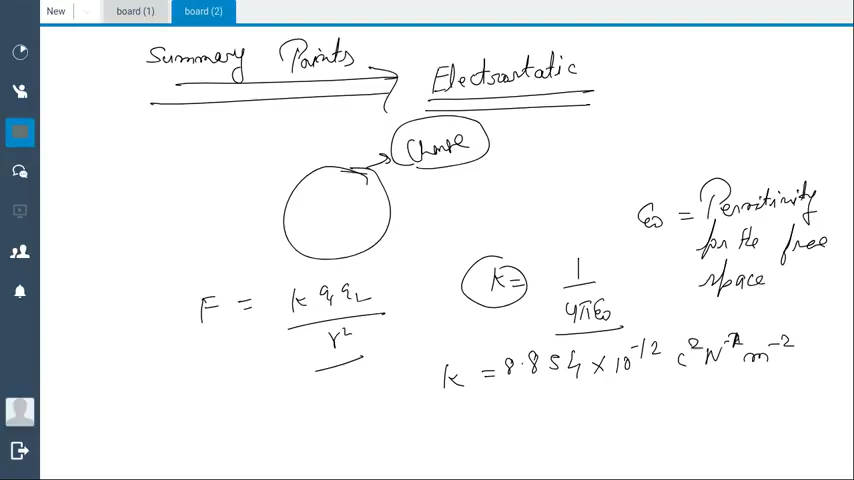 New
board (1)
board (2)
Summary Points
Electrostatic
Charge
ε0 = Permitivity
for the free
space
F = K q1 q2 / r²
K = 1 / 4πε0
K = 8.854 × 10⁻¹² C² N⁻¹ m⁻²